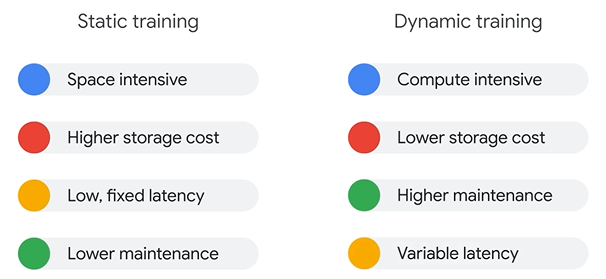 Static training
Space intensive
Higher storage cost
Low, fixed latency
Lower maintenance
Dynamic training
Compute intensive
Lower storage cost
Higher maintenance
Variable latency